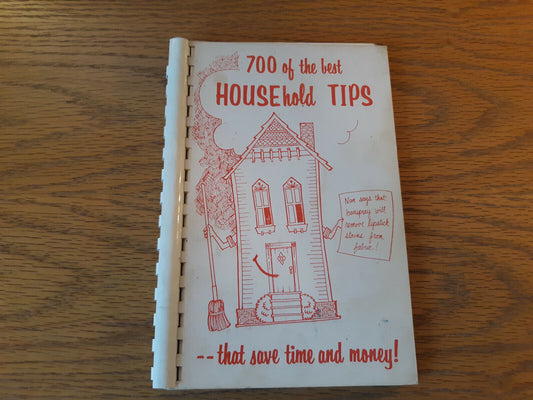 700 of the best
HOUSEhold TIPS
Nan says that
hairspray will
remove lipstick
stains from
fabric!
--that save time and money!